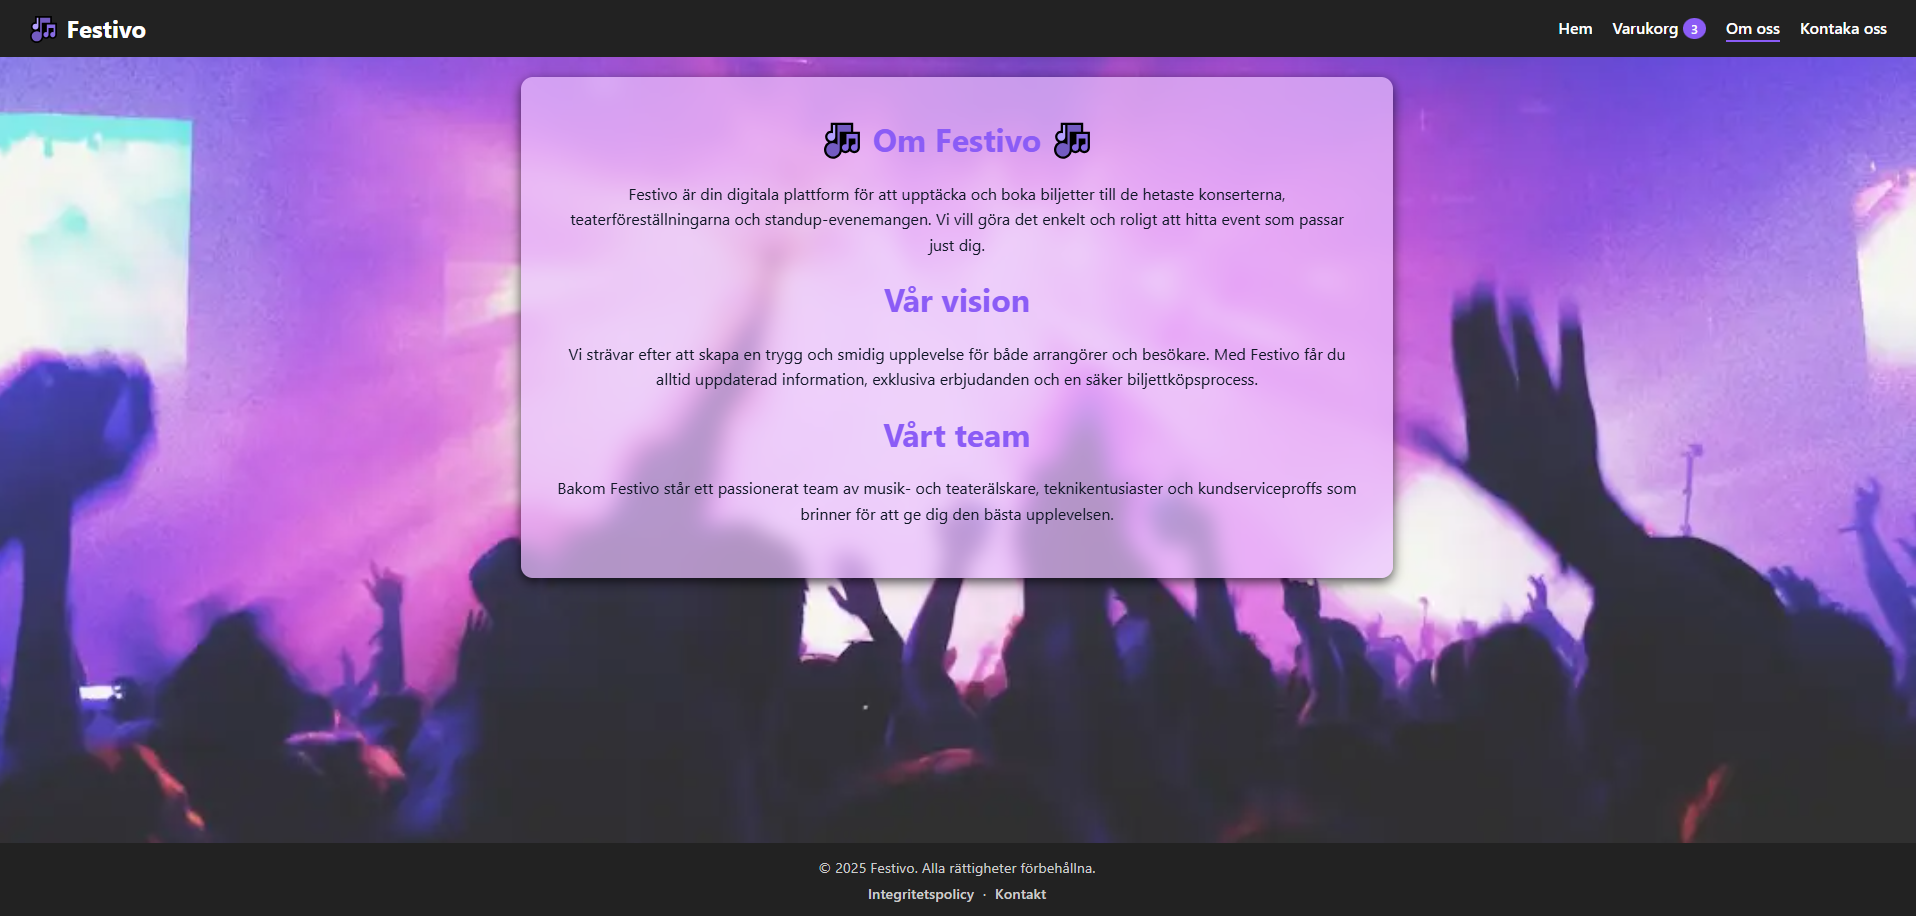 Festivo
Hem Varukorg 3 Om oss Kontaka oss
Om Festivo
Festivo är din digitala plattform för att upptäcka och boka biljetter till de hetaste konserterna,
teaterföreställningarna och standup-evenemangen. Vi vill göra det enkelt och roligt att hitta event som passar
just dig.
Vår vision
Vi strävar efter att skapa en trygg och smidig upplevelse för både arrangörer och besökare. Med Festivo får du
alltid uppdaterad information, exklusiva erbjudanden och en säker biljettköpsprocess.
Vårt team
Bakom Festivo står ett passionerat team av musik- och teaterälskare, teknikentusiaster och kundserviceproffs som
brinner för att ge dig den bästa upplevelsen.
© 2025 Festivo. Alla rättigheter förbehållna.
Integritetspolicy · Kontakt